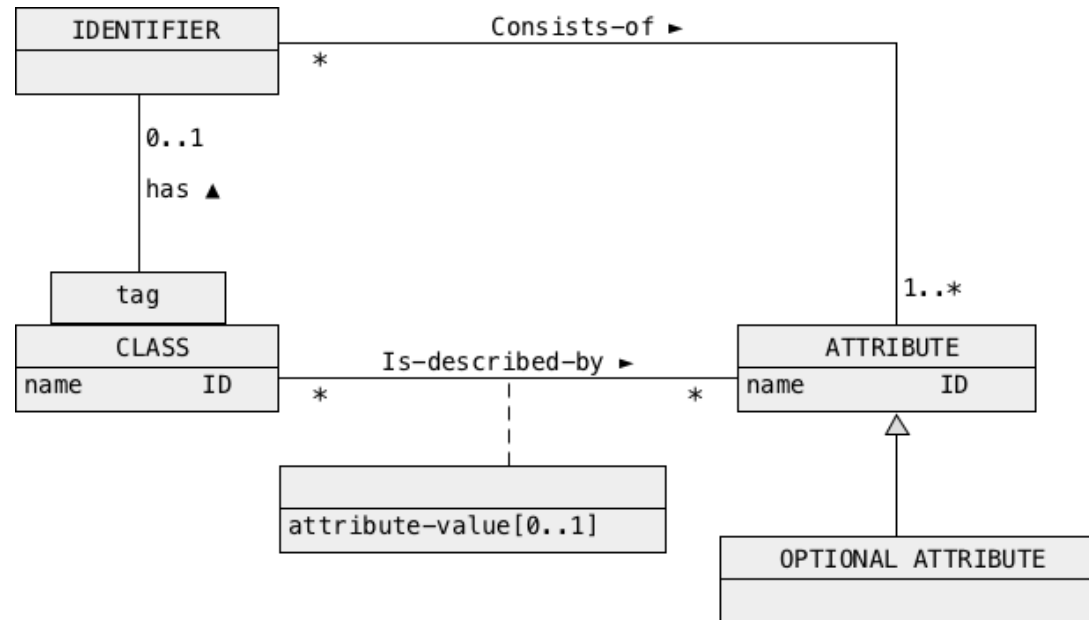 IDENTIFIER
Consists-of ►
*
0..1
has ▲
tag
1..*
CLASS
name ID
Is-described-by ►
*
*
ATTRIBUTE
name ID
attribute-value[0..1]
OPTIONAL ATTRIBUTE